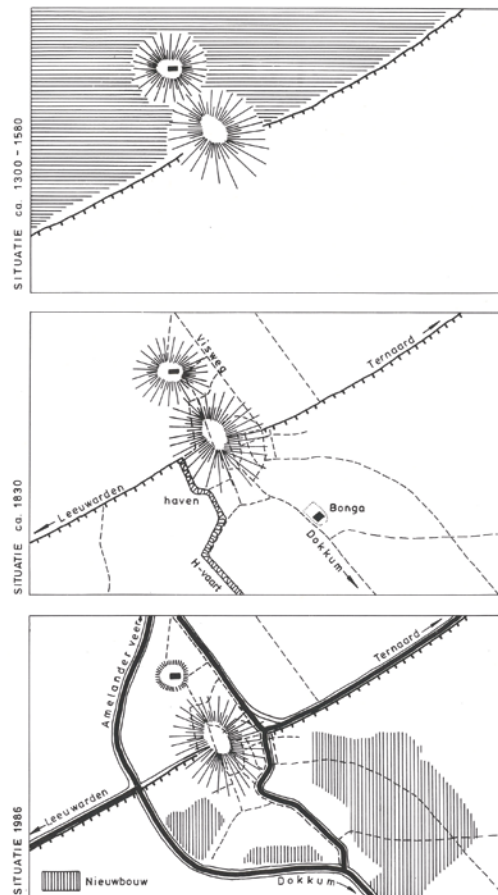 SITUATIE ca. 1300-1580
SITUATIE ca. 1830
Visweg
Ternaard
Leeuwarden
haven
H-vaart
Bonga
Dokkum
SITUATIE 1986
Amelander veer
Ternaard
Leeuwarden
Nieuwbouw
Dokkum